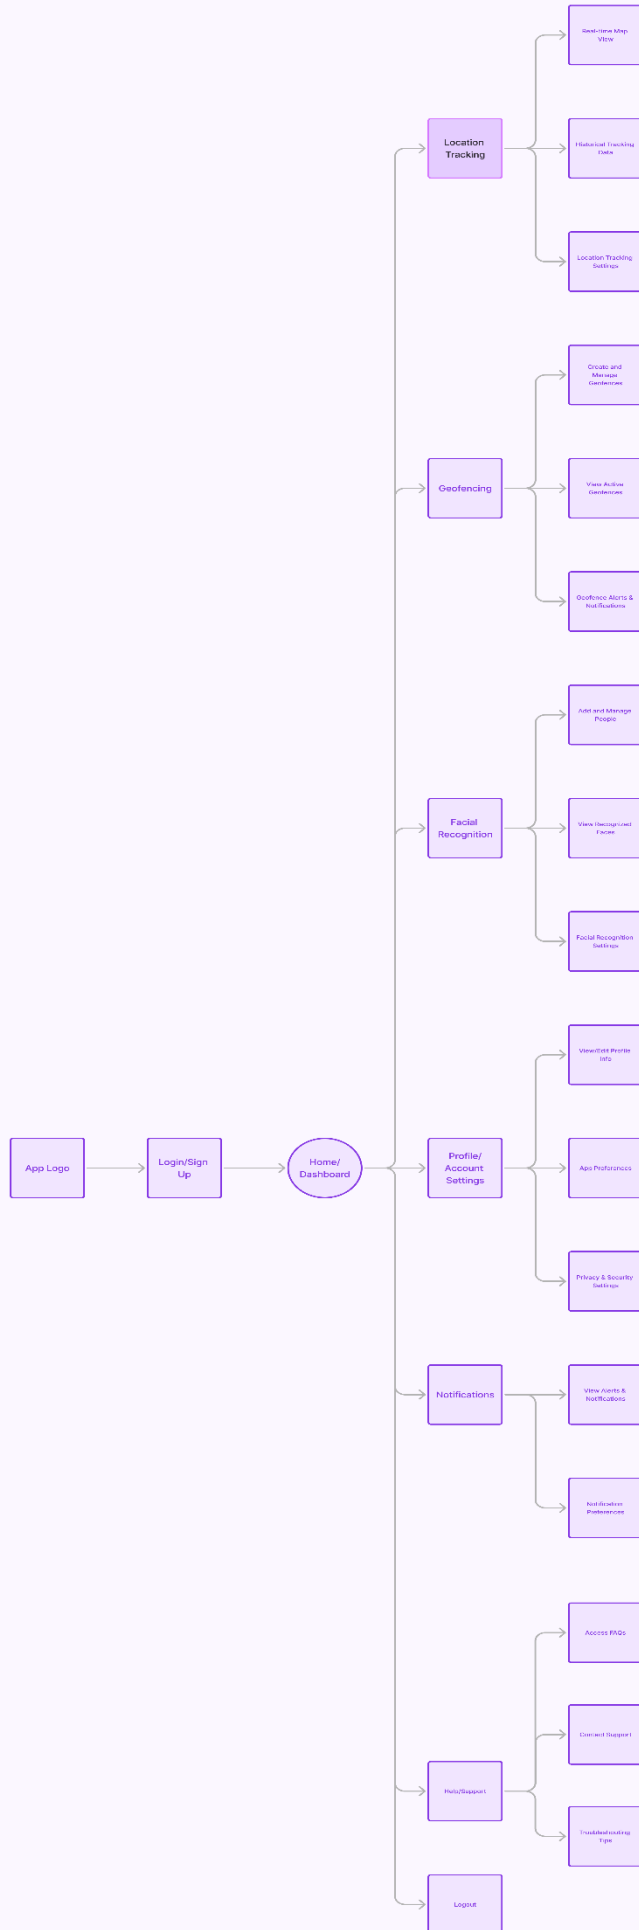 Real-time Map
View
Location
Tracking
Historical Tracking
Data
Location Tracking
Settings
Create and
Manage
Geofences
Geofencing
View Active
Geofences
Geofence Alerts &
Notifications
Add and Manage
People
Facial
Recognition
View Recognized
Faces
Facial Recognition
Settings
View/Edit Profile
Info
App Logo
Login/Sign
Up
Home/
Dashboard
Profile/
Account
Settings
App Preferences
Privacy & Security
Settings
Notifications
View Alerts &
Notifications
Notification
Preferences
Access FAQs
Contact Support
Help/Support
Troubleshooting
Tips
Logout